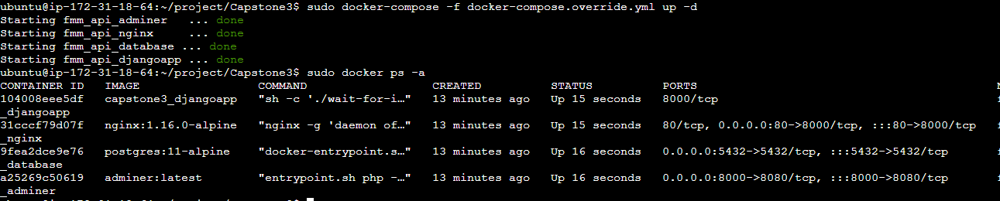 ubuntu@ip-172-31-18-64:~/project/Capstone3$ sudo docker-compose -f docker-compose.override.yml up -d
Starting fmm_api_adminer   ... done
Starting fmm_api_nginx     ... done
Starting fmm_api_database ... done
Starting fmm_api_djangoapp ... done
ubuntu@ip-172-31-18-64:~/project/Capstone3$ sudo docker ps -a
CONTAINER ID   IMAGE                  COMMAND                  CREATED          STATUS          PORTS
104008eee5df   capstone3_djangoapp    "sh -c './wait-for-i…"   13 minutes ago   Up 15 seconds   8000/tcp
_djangoapp
31cccf79d07f   nginx:1.16.0-alpine    "nginx -g 'daemon of…"   13 minutes ago   Up 15 seconds   80/tcp, 0.0.0.0:80->8000/tcp, :::80->8000/tcp
_nginx
9fea2dce9e76   postgres:11-alpine     "docker-entrypoint.s…"   13 minutes ago   Up 16 seconds   0.0.0.0:5432->5432/tcp, :::5432->5432/tcp
_database
a25269c50619   adminer:latest         "entrypoint.sh php -…"   13 minutes ago   Up 16 seconds   0.0.0.0:8000->8080/tcp, :::8000->8080/tcp
_adminer